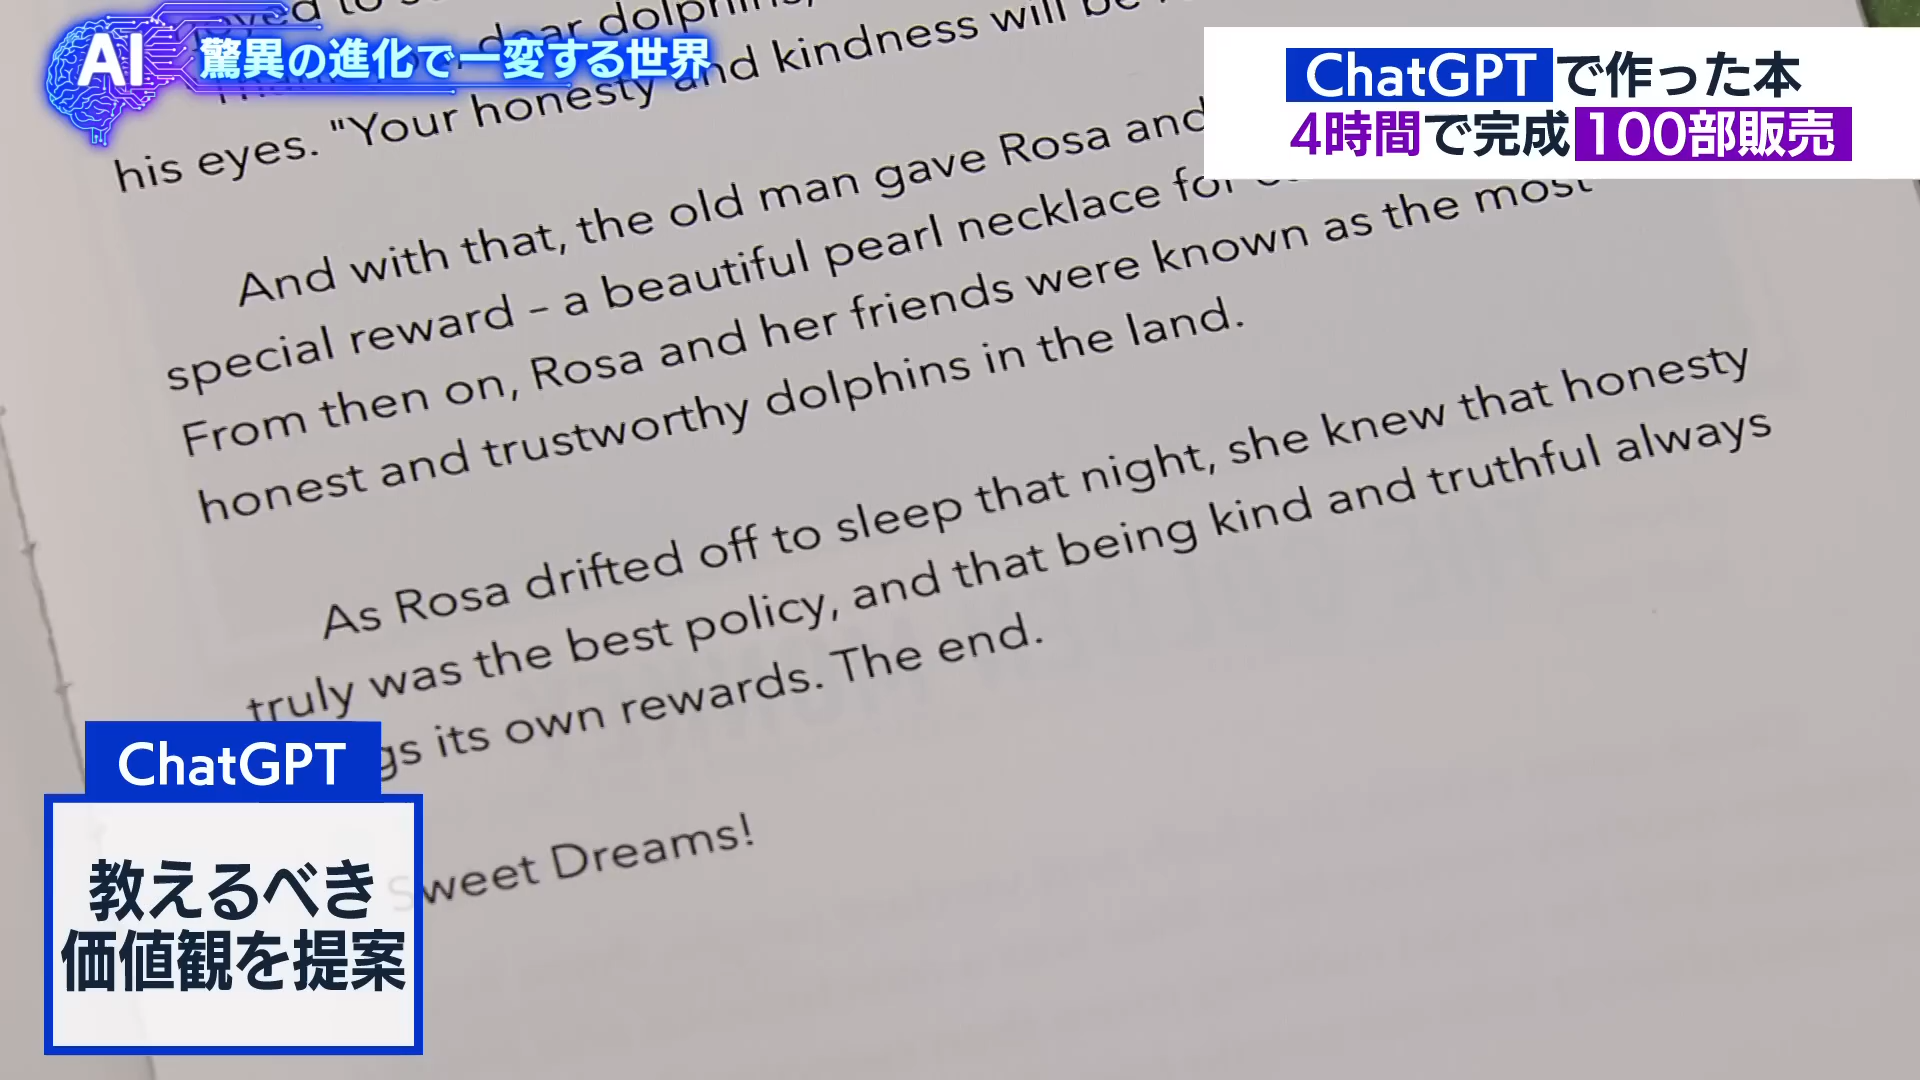 AI
驚異の進化で一変する世界
ChatGPTで作った本
4時間で完成 100部販売
dear dolphins,
his eyes. "Your honesty and kindness will be
And with that, the old man gave Rosa and
special reward – a beautiful pearl necklace for
From then on, Rosa and her friends were known as the most
honest and trustworthy dolphins in the land.
As Rosa drifted off to sleep that night, she knew that honesty
truly was the best policy, and that being kind and truthful always
its own rewards. The end.
Sweet Dreams!
ChatGPT
教えるべき
価値観を提案